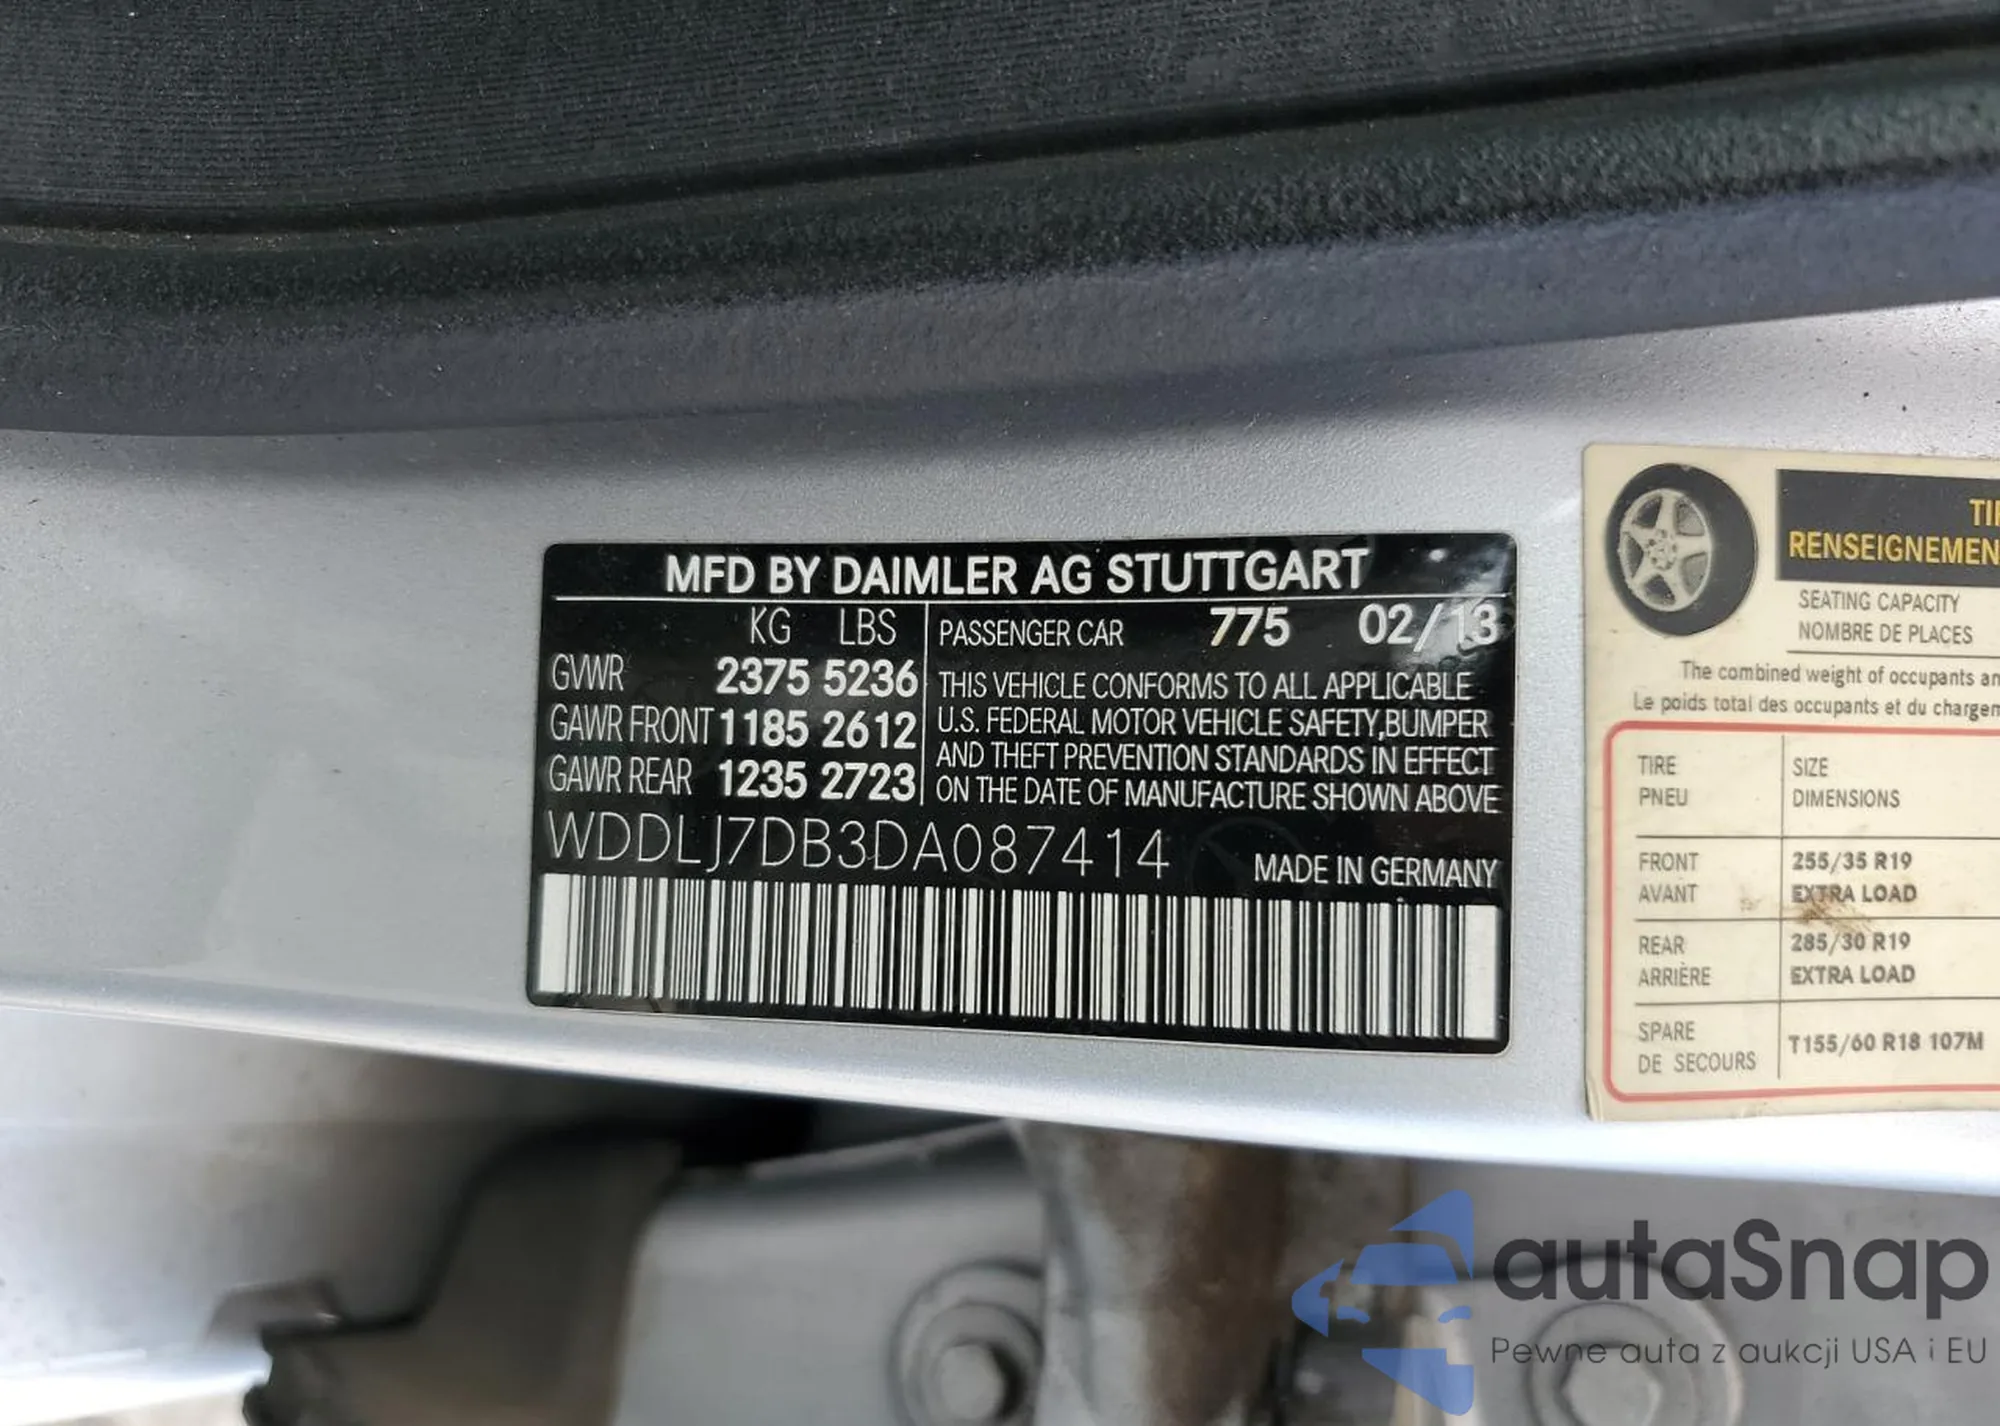 MFD BY DAIMLER AG STUTTGART
KG LBS
GVWR 2375 5236
GAWR FRONT 1185 2612
GAWR REAR 1235 2723
PASSENGER CAR 775 02/13
THIS VEHICLE CONFORMS TO ALL APPLICABLE
U.S. FEDERAL MOTOR VEHICLE SAFETY,BUMPER
AND THEFT PREVENTION STANDARDS IN EFFECT
ON THE DATE OF MANUFACTURE SHOWN ABOVE
WDDLJ7DB3DA087414
MADE IN GERMANY
RENSEIGNEMEN
SEATING CAPACITY
NOMBRE DE PLACES
The combined weight of occupants
Le poids total des occupants et du chargem
TIRE
PNEU
SIZE
DIMENSIONS
FRONT
AVANT
255/35 R19
EXTRA LOAD
REAR
ARRIÈRE
285/30 R19
EXTRA LOAD
SPARE
DE SECOURS
T155/60 R18 107M
autaSnap
Pewne auta z aukcji USA i EU